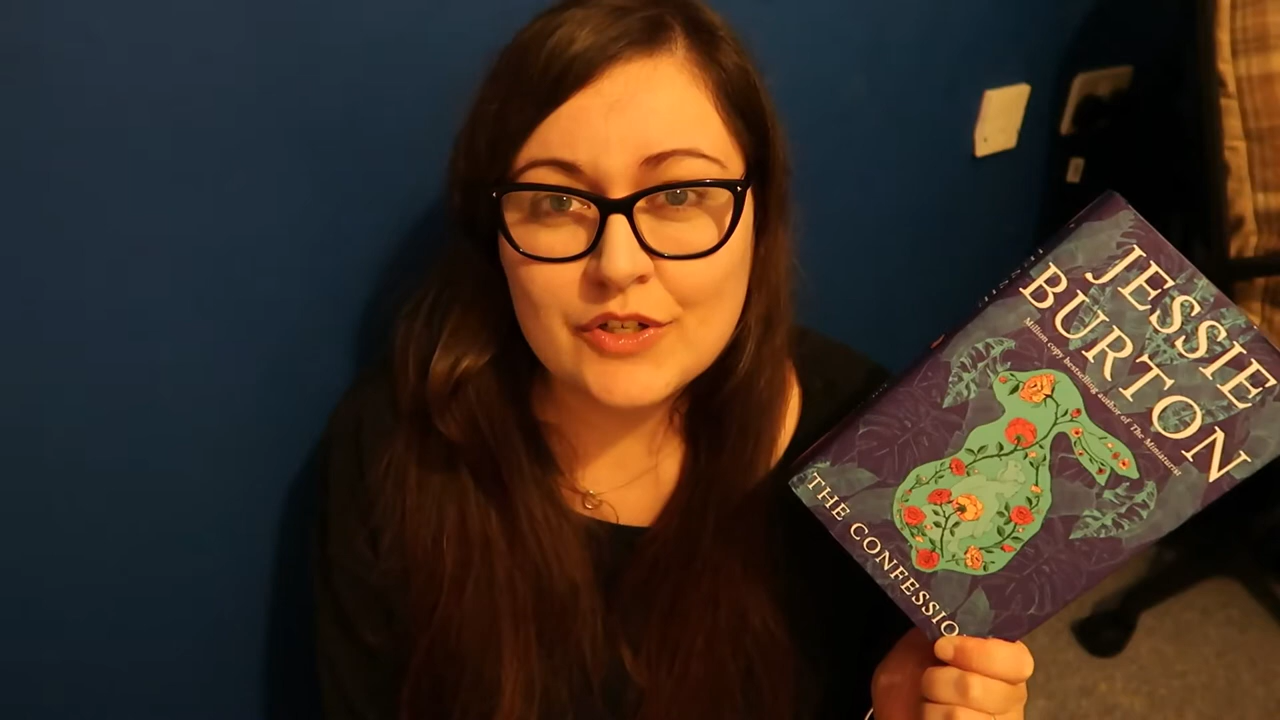 JESSIE
BURTON
Million copy bestselling author of The Miniaturist
THE CONFESSIO